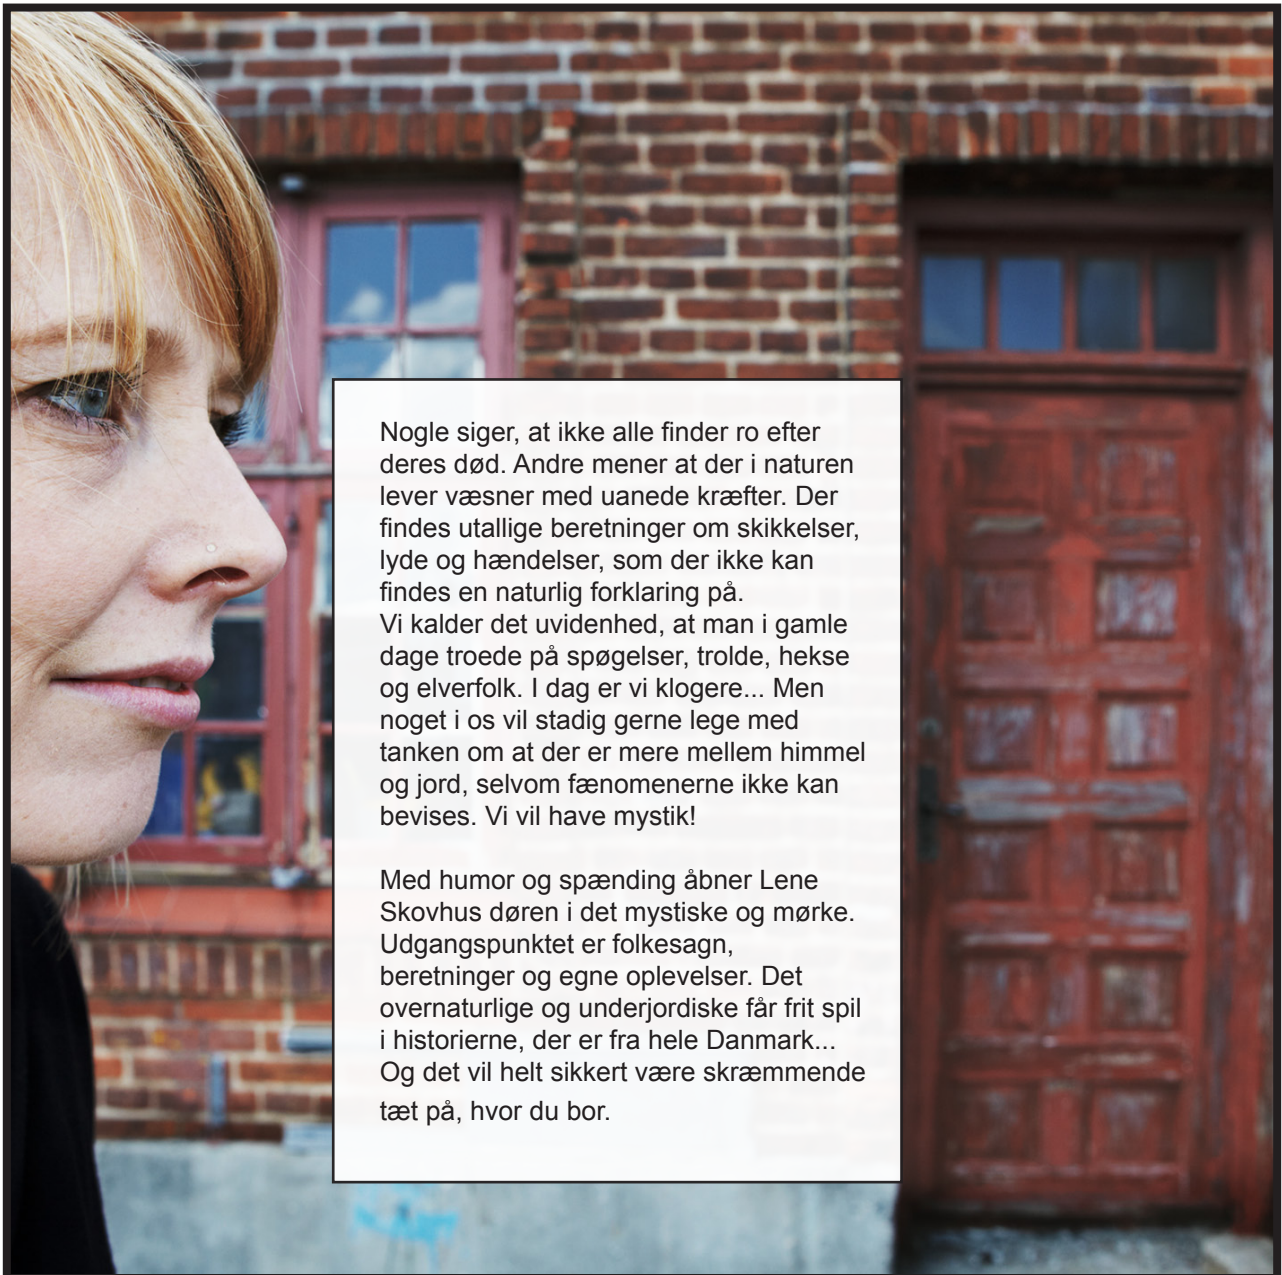 Nogle siger, at ikke alle finder ro efter
deres død. Andre mener at der i naturen
lever væsner med uanede kræfter. Der
findes utallige beretninger om skikkelser,
lyde og hændelser, som der ikke kan
findes en naturlig forklaring på.
Vi kalder det uvidenhed, at man i gamle
dage troede på spøgelser, trolde, hekse
og elverfolk. I dag er vi klogere... Men
noget i os vil stadig gerne lege med
tanken om at der er mere mellem himmel
og jord, selvom fænomenerne ikke kan
bevises. Vi vil have mystik!

Med humor og spænding åbner Lene
Skovhus døren i det mystiske og mørke.
Udgangspunktet er folkesagn,
beretninger og egne oplevelser. Det
overnaturlige og underjordiske får frit spil
i historierne, der er fra hele Danmark...
Og det vil helt sikkert være skræmmende
tæt på, hvor du bor.